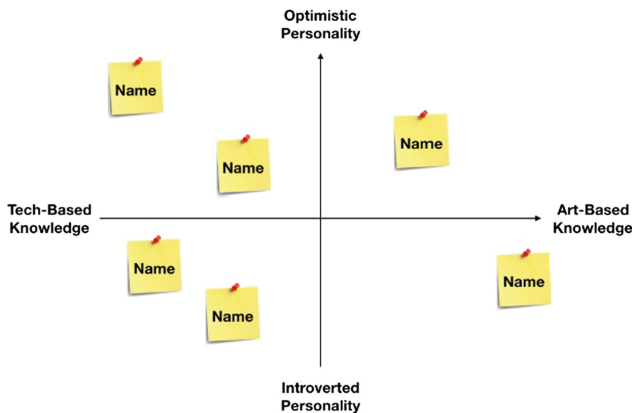 Optimistic
Personality
Name
Name
Name
Tech-Based
Knowledge
Art-Based
Knowledge
Name
Name
Name
Introverted
Personality